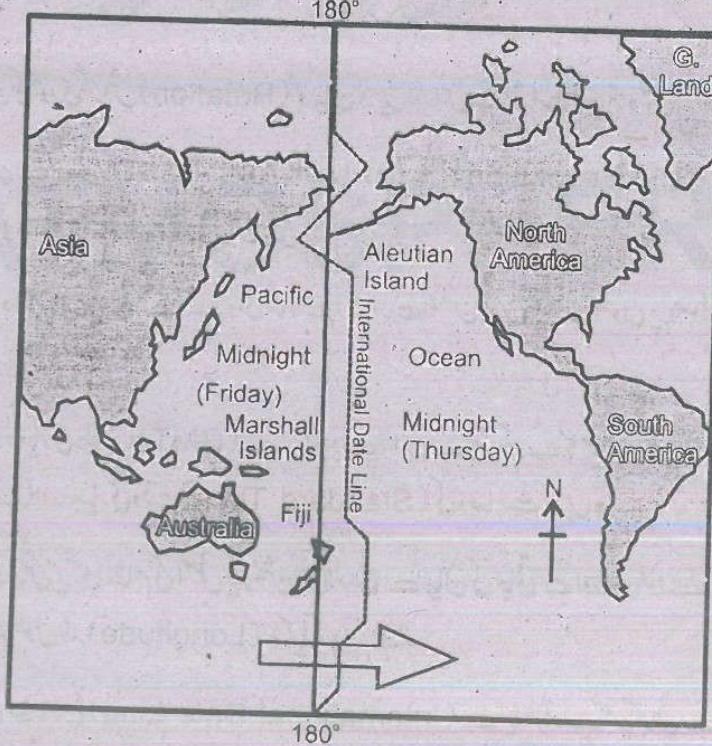 180°
G.
Land
Asia
North
America
Aleutian
Island
Pacific
International Date Line
Midnight
(Friday)
Ocean
Marshall
Islands
Midnight
(Thursday)
South
America
N
Fiji
Australia
180°